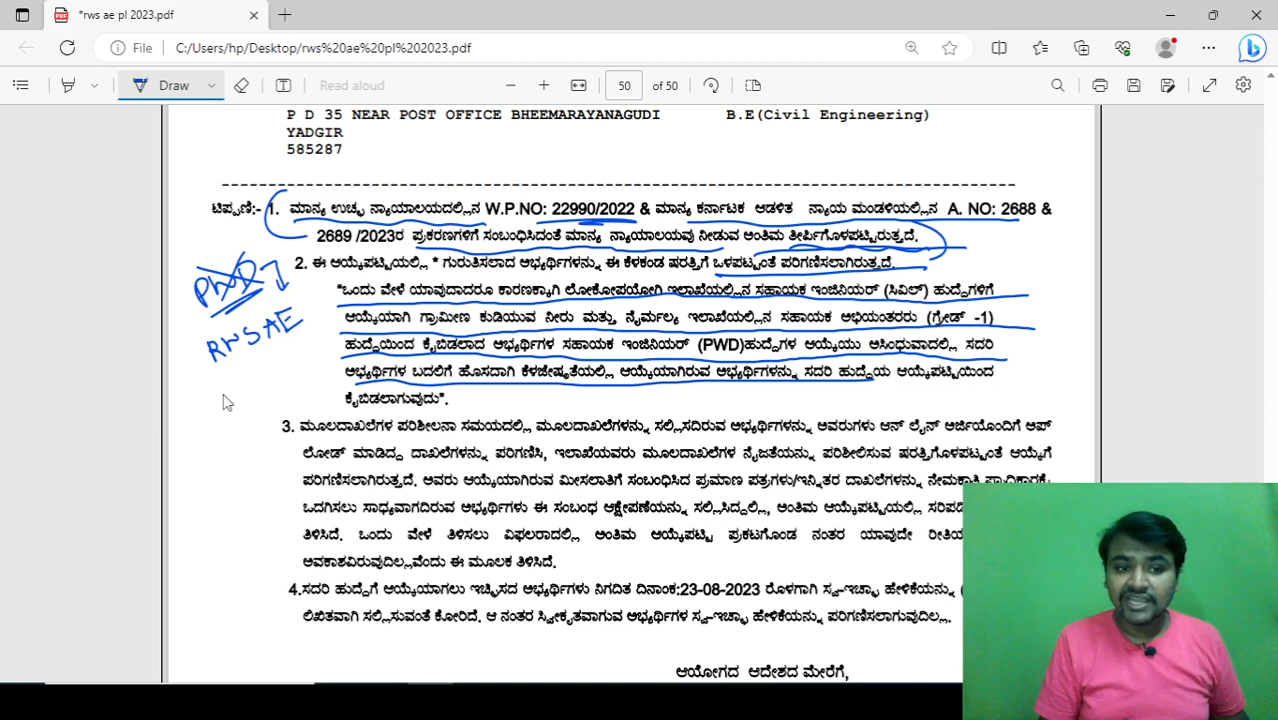 *rws ae pl 2023.pdf
File C:/Users/hp/Desktop/rws%20ae%20pl%202023.pdf
Draw Read aloud 50 of 50
P D 35 NEAR POST OFFICE BHEEMARAYANAGUDI B.E(Civil Engineering)
YADGIR
585287
ಟಿಪ್ಪಣಿ:- 1. ಮಾನ್ಯ ಉಚ್ಛ ನ್ಯಾಯಾಲಯದಲ್ಲಿನ W.P.NO: 22990/2022 & ಮಾನ್ಯ ಕರ್ನಾಟಕ ಆಡಳಿತ ನ್ಯಾಯ ಮಂಡಳಿಯಲ್ಲಿನ A. NO: 2688 &
2689 /2023ರ ಪ್ರಕರಣಗಳಿಗೆ ಸಂಬಂಧಿಸಿದಂತೆ ಮಾನ್ಯ ನ್ಯಾಯಾಲಯವು ನೀಡುವ ಅಂತಿಮ ತೀರ್ಪಿಗೊಳಪಟ್ಟಿರುತ್ತದೆ.
2. ಈ ಆಯ್ಕೆಪಟ್ಟಿಯಲ್ಲಿ * ಗುರುತಿಸಲಾದ ಅಭ್ಯರ್ಥಿಗಳನ್ನು ಈ ಕೆಳಕಂಡ ಷರತ್ತಿಗೆ ಒಳಪಟ್ಟಂತೆ ಪರಿಗಣಿಸಲಾಗಿರುತ್ತದೆ.
"ಒಂದು ವೇಳೆ ಯಾವುದಾದರೂ ಕಾರಣಕ್ಕಾಗಿ ಲೋಕೋಪಯೋಗಿ ಇಲಾಖೆಯಲ್ಲಿನ ಸಹಾಯಕ ಇಂಜಿನಿಯರ್ (ಸಿವಿಲ್) ಹುದ್ದೆಗಳಿಗೆ
ಆಯ್ಕೆಯಾಗಿ ಗ್ರಾಮೀಣ ಕುಡಿಯುವ ನೀರು ಮತ್ತು ನೈರ್ಮಲ್ಯ ಇಲಾಖೆಯಲ್ಲಿನ ಸಹಾಯಕ ಅಭಿಯಂತರರು (ಗ್ರೇಡ್ -1)
ಹುದ್ದೆಯಿಂದ ಕೈಬಿಡಲಾದ ಅಭ್ಯರ್ಥಿಗಳ ಸಹಾಯಕ ಇಂಜಿನಿಯರ್ (PWD)ಹುದ್ದೆಗಳ ಆಯ್ಕೆಯು ಅಸಿಂಧುವಾದಲ್ಲಿ ಸದರಿ
ಅಭ್ಯರ್ಥಿಗಳ ಬದಲಿಗೆ ಹೊಸದಾಗಿ ಕೆಳಜೇಷ್ಠತೆಯಲ್ಲಿ ಆಯ್ಕೆಯಾಗಿರುವ ಅಭ್ಯರ್ಥಿಗಳನ್ನು ಸದರಿ ಹುದ್ದೆಯ ಆಯ್ಕೆಪಟ್ಟಿಯಿಂದ
ಕೈಬಿಡಲಾಗುವುದು".
PWD
RWS AE
3. ಮೂಲದಾಖಲೆಗಳ ಪರಿಶೀಲನಾ ಸಮಯದಲ್ಲಿ ಮೂಲದಾಖಲೆಗಳನ್ನು ಸಲ್ಲಿಸದಿರುವ ಅಭ್ಯರ್ಥಿಗಳನ್ನು ಅವರುಗಳು ಆನ್ ಲೈನ್ ಅರ್ಜಿಯೊಂದಿಗೆ ಅಪ್
ಲೋಡ್ ಮಾಡಿದ್ದ ದಾಖಲೆಗಳನ್ನು ಪರಿಗಣಿಸಿ, ಇಲಾಖೆಯವರು ಮೂಲದಾಖಲೆಗಳ ನೈಜತೆಯನ್ನು ಪರಿಶೀಲಿಸುವ ಷರತ್ತಿಗೊಳಪಟ್ಟಂತೆ ಆಯ್ಕೆಗೆ
ಪರಿಗಣಿಸಲಾಗಿರುತ್ತದೆ. ಅವರು ಆಯ್ಕೆಯಾಗಿರುವ ಮೀಸಲಾತಿಗೆ ಸಂಬಂಧಿಸಿದ ಪ್ರಮಾಣ ಪತ್ರಗಳು/ಇನ್ನಿತರ ದಾಖಲೆಗಳನ್ನು ನೇಮಕಾತಿ ಪ್ರಾಧಿಕಾರಕ್ಕೆ
ಒದಗಿಸಲು ಸಾಧ್ಯವಾಗದಿರುವ ಅಭ್ಯರ್ಥಿಗಳು ಈ ಸಂಬಂಧ ಆಕ್ಷೇಪಣೆಯನ್ನು ಸಲ್ಲಿಸಿದ್ದಲ್ಲಿ, ಅಂತಿಮ ಆಯ್ಕೆಪಟ್ಟಿಯಲ್ಲಿ
ತಿಳಿಸಿದೆ. ಒಂದು ವೇಳೆ ತಿಳಿಸಲು ವಿಫಲರಾದಲ್ಲಿ ಅಂತಿಮ ಆಯ್ಕೆಪಟ್ಟಿ ಪ್ರಕಟಗೊಂಡ ನಂತರ ಯಾವುದೇ ರೀತಿಯ
ಅವಕಾಶವಿರುವುದಿಲ್ಲವೆಂದು ಈ ಮೂಲಕ ತಿಳಿಸಿದೆ.
4.ಸದರಿ ಹುದ್ದೆಗೆ ಆಯ್ಕೆಯಾಗಲು ಇಚ್ಛಿಸದ ಅಭ್ಯರ್ಥಿಗಳು ನಿಗದಿತ ದಿನಾಂಕ:23-08-2023 ರೊಳಗಾಗಿ ಸ್ವ-ಇಚ್ಛಾ ಹೇಳಿಕೆಯನ್ನು (
ಲಿಖಿತವಾಗಿ ಸಲ್ಲಿಸುವಂತೆ ಕೋರಿದೆ. ಆ ನಂತರ ಸ್ವೀಕೃತವಾಗುವ ಅಭ್ಯರ್ಥಿಗಳ ಸ್ವ-ಇಚ್ಛಾ ಹೇಳಿಕೆಯನ್ನು ಪರಿಗಣಿಸಲಾಗುವುದಿಲ್ಲ.
ಆಯೋಗದ ಆದೇಶದ ಮೇರೆಗೆ,